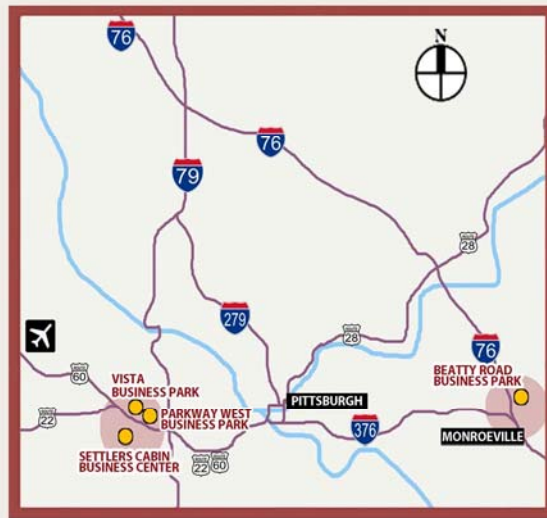 76
N
76
79
28
279
28
76
60
VISTA
BUSINESS PARK
BEATTY ROAD
BUSINESS PARK
PITTSBURGH
22
PARKWAY WEST
BUSINESS PARK
376
MONROEVILLE
SETTLERS CABIN
BUSINESS CENTER
22 60